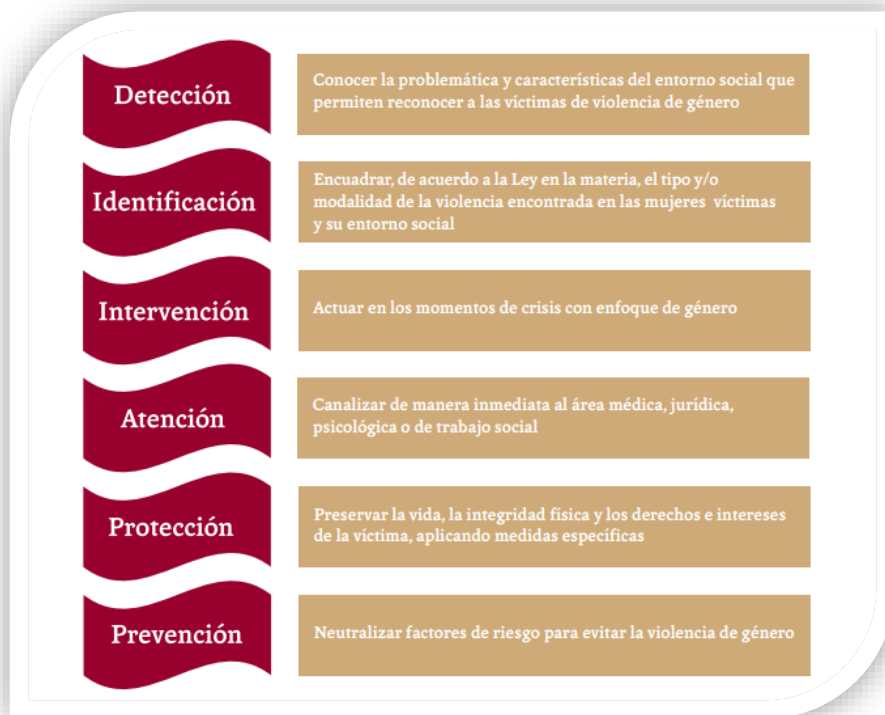 Detección
Conocer la problemática y características del entorno social que
permiten reconocer a las víctimas de violencia de género
Identificación
Encuadrar, de acuerdo a la Ley en la materia, el tipo y/o
modalidad de la violencia encontrada en las mujeres víctimas
y su entorno social
Intervención
Actuar en los momentos de crisis con enfoque de género
Atención
Canalizar de manera inmediata al área médica, jurídica,
psicológica o de trabajo social
Protección
Preservar la vida, la integridad física y los derechos e intereses
de la víctima, aplicando medidas específicas
Prevención
Neutralizar factores de riesgo para evitar la violencia de género